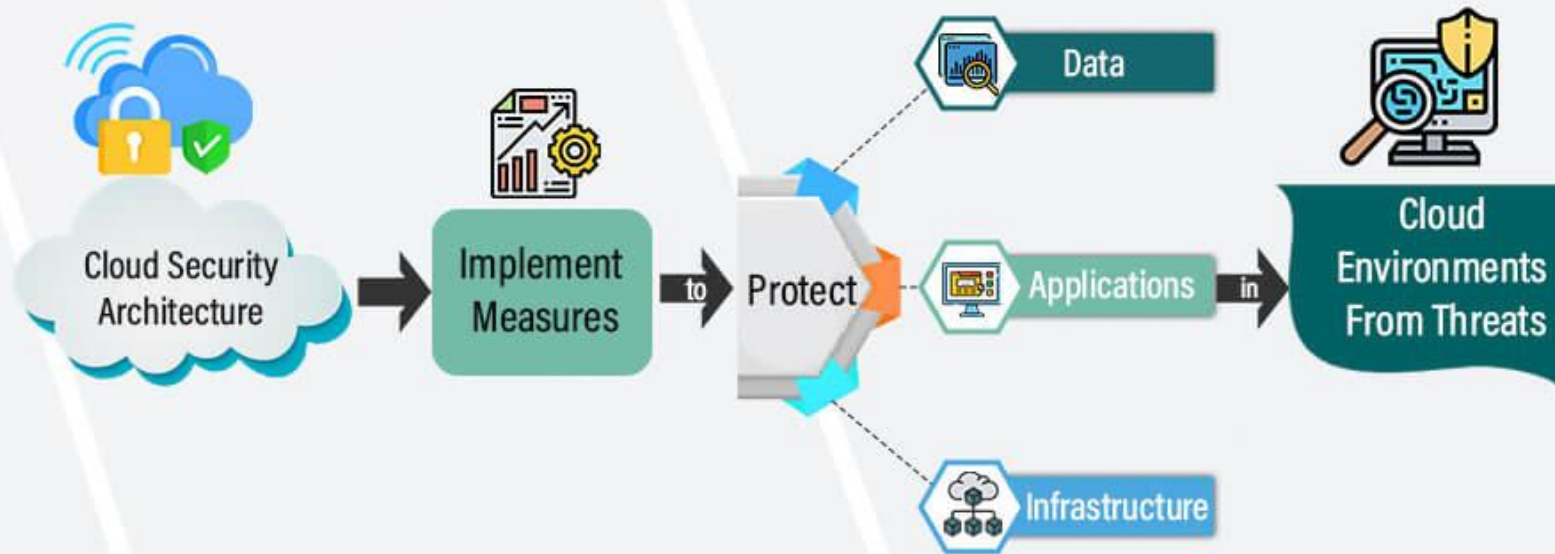 Cloud Security
Architecture
Implement
Measures
to
Protect
Data
Applications
Infrastructure
in
Cloud
Environments
From Threats